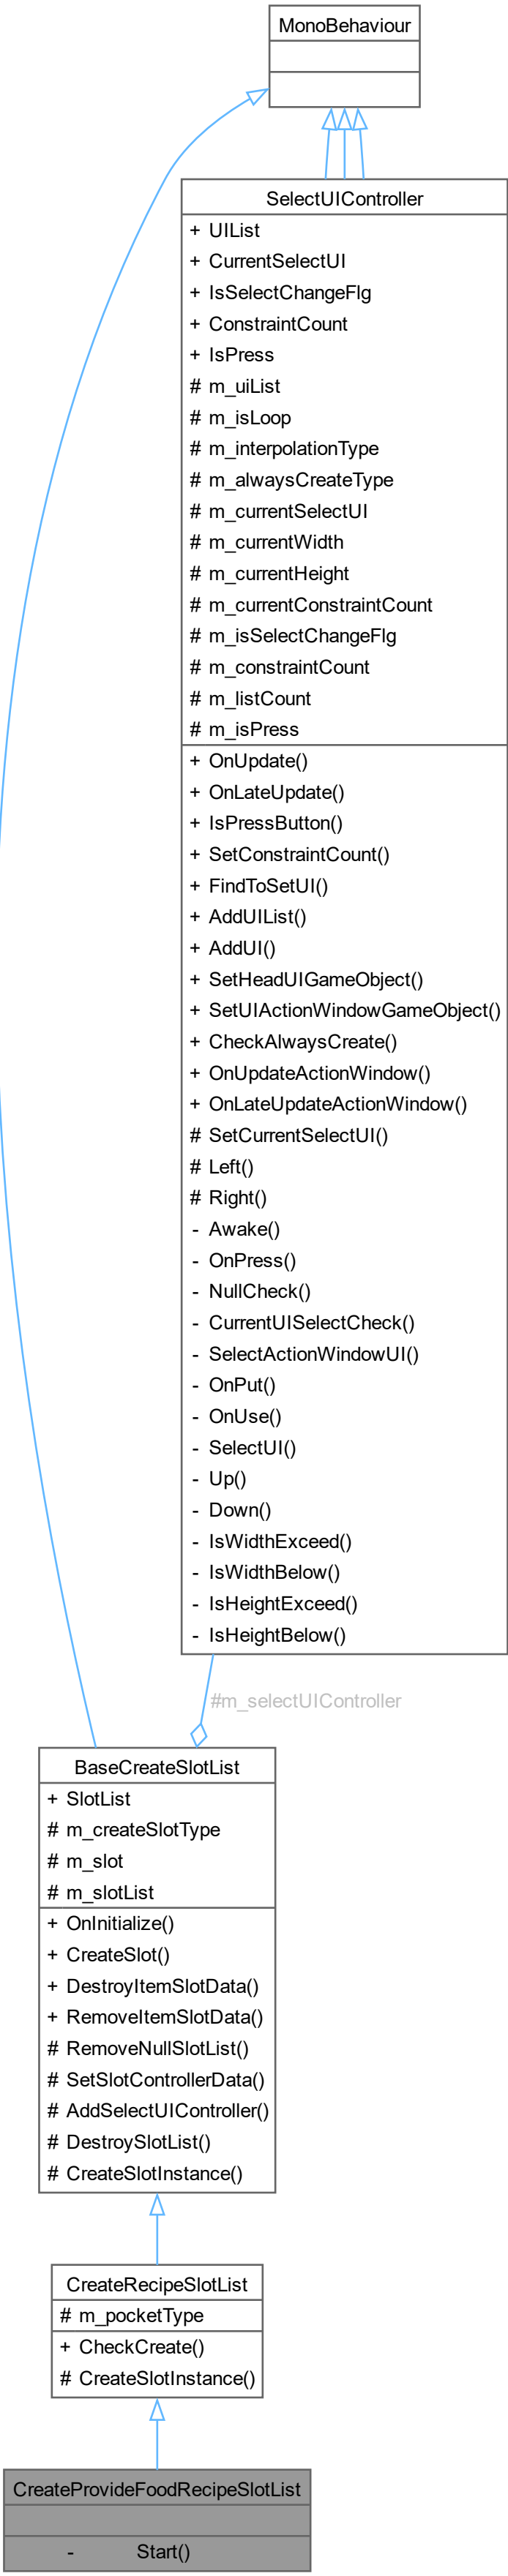 MonoBehaviour
SelectUIController
+ UIList
+ CurrentSelectUI
+ IsSelectChangeFlg
+ ConstraintCount
+ IsPress
# m_uiList
# m_isLoop
# m_interpolationType
# m_alwaysCreateType
# m_currentSelectUI
# m_currentWidth
# m_currentHeight
# m_currentConstraintCount
# m_isSelectChangeFlg
# m_constraintCount
# m_listCount
# m_isPress
+ OnUpdate()
+ OnLateUpdate()
+ IsPressButton()
+ SetConstraintCount()
+ FindToSetUI()
+ AddUIList()
+ AddUI()
+ SetHeadUIGameObject()
+ SetUIActionWindowGameObject()
+ CheckAlwaysCreate()
+ OnUpdateActionWindow()
+ OnLateUpdateActionWindow()
# SetCurrentSelectUI()
# Left()
# Right()
- Awake()
- OnPress()
- NullCheck()
- CurrentUISelectCheck()
- SelectActionWindowUI()
- OnPut()
- OnUse()
- SelectUI()
- Up()
- Down()
- IsWidthExceed()
- IsWidthBelow()
- IsHeightExceed()
- IsHeightBelow()
#m_selectUIController
BaseCreateSlotList
+ SlotList
# m_createSlotType
# m_slot
# m_slotList
+ OnInitialize()
+ CreateSlot()
+ DestroyItemSlotData()
+ RemoveItemSlotData()
# RemoveNullSlotList()
# SetSlotControllerData()
# AddSelectUIController()
# DestroySlotList()
# CreateSlotInstance()
CreateRecipeSlotList
# m_pocketType
+ CheckCreate()
# CreateSlotInstance()
CreateProvideFoodRecipeSlotList
- Start()